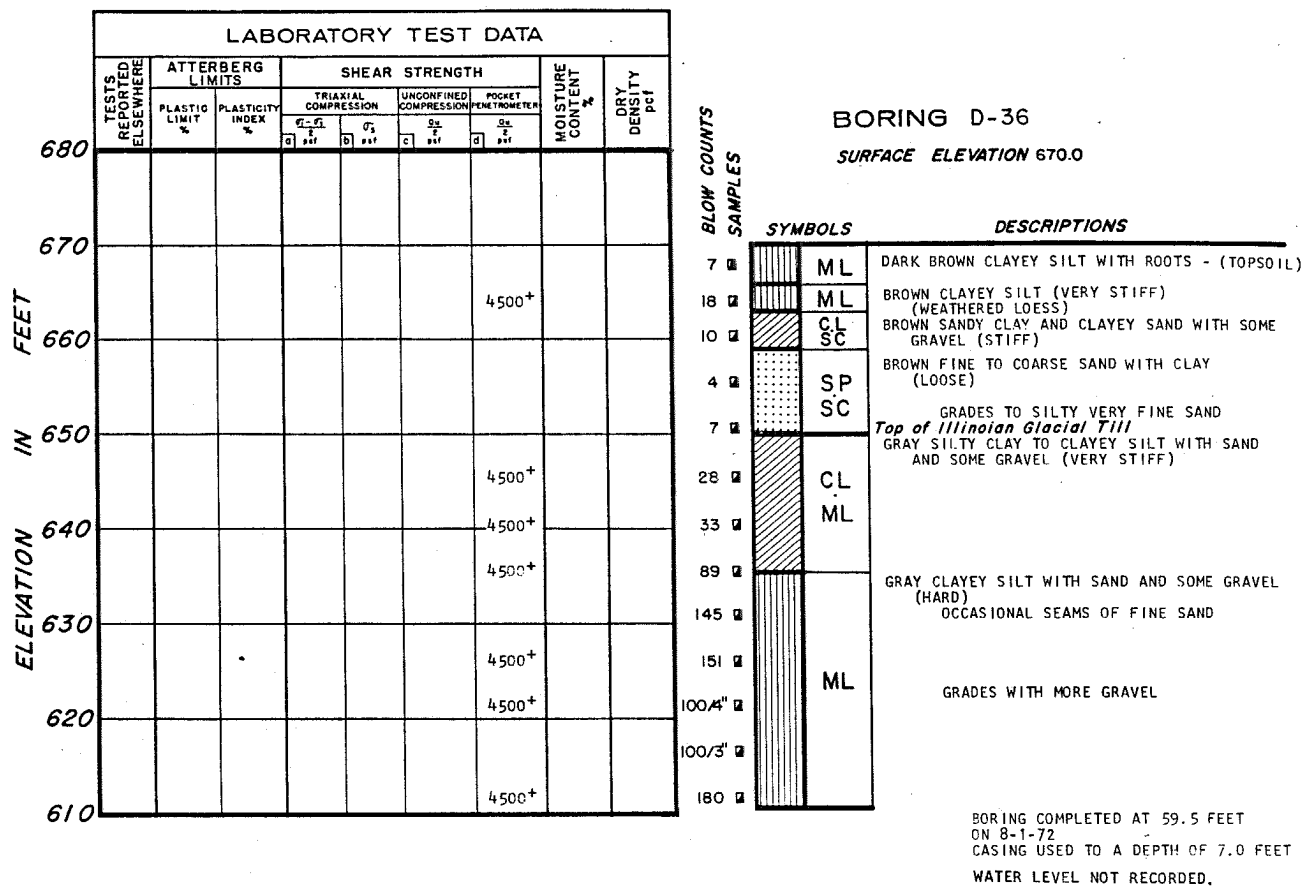 LABORATORY TEST DATA
TESTS REPORTED ELSEWHERE
ATTERBERG LIMITS
SHEAR STRENGTH
MOISTURE CONTENT %
DRY DENSITY pcf
PLASTIC LIMIT %
PLASTICITY INDEX %
TRIAXIAL COMPRESSION
UNCONFINED COMPRESSION
POCKET PENETROMETER
a psf
b psf
c Qu/2 psf
d Qu/2 psf
BLOW COUNTS
SAMPLES
BORING D-36
SURFACE ELEVATION 670.0
SYMBOLS
DESCRIPTIONS
ELEVATION IN FEET
680
670
660
650
640
630
620
610
4500+
4500+
4500+
4500+
4500+
4500+
4500+
7
18
10
4
7
28
33
89
145
151
100/4"
100/3"
180
ML
DARK BROWN CLAYEY SILT WITH ROOTS - (TOPSOIL)
ML
BROWN CLAYEY SILT (VERY STIFF)
(WEATHERED LOESS)
CL
SC
BROWN SANDY CLAY AND CLAYEY SAND WITH SOME
GRAVEL (STIFF)
SP
SC
BROWN FINE TO COARSE SAND WITH CLAY
(LOOSE)
GRADES TO SILTY VERY FINE SAND
Top of Illinoian Glacial Till
CL
ML
GRAY SILTY CLAY TO CLAYEY SILT WITH SAND
AND SOME GRAVEL (VERY STIFF)
ML
GRAY CLAYEY SILT WITH SAND AND SOME GRAVEL
(HARD)
OCCASIONAL SEAMS OF FINE SAND
GRADES WITH MORE GRAVEL
BORING COMPLETED AT 59.5 FEET
ON 8-1-72
CASING USED TO A DEPTH OF 7.0 FEET
WATER LEVEL NOT RECORDED.